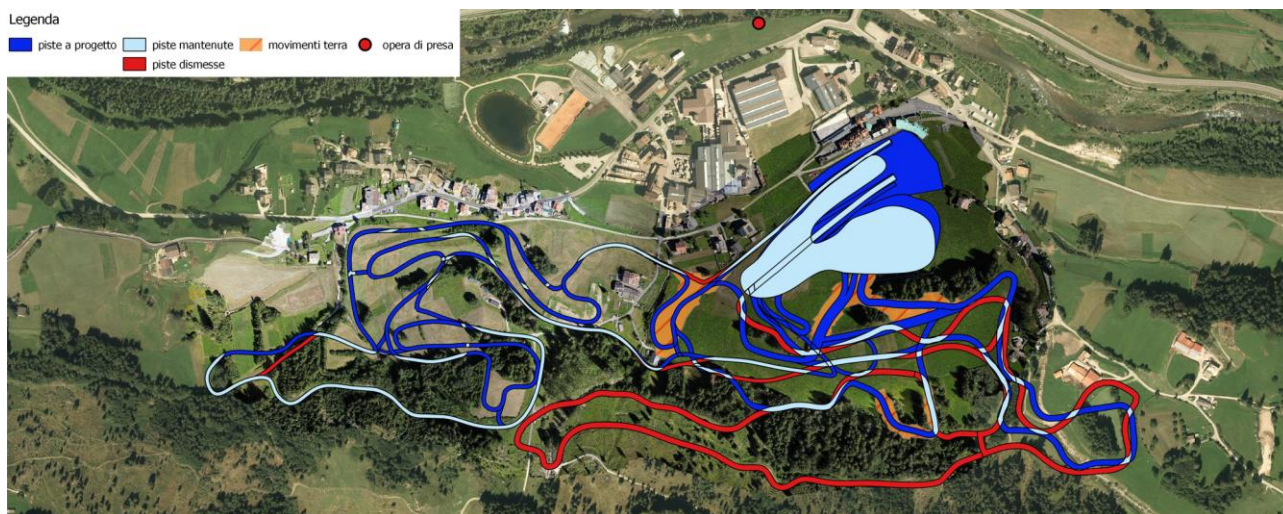 Legenda
piste a progetto piste mantenute movimenti terra opera di presa
piste dismesse